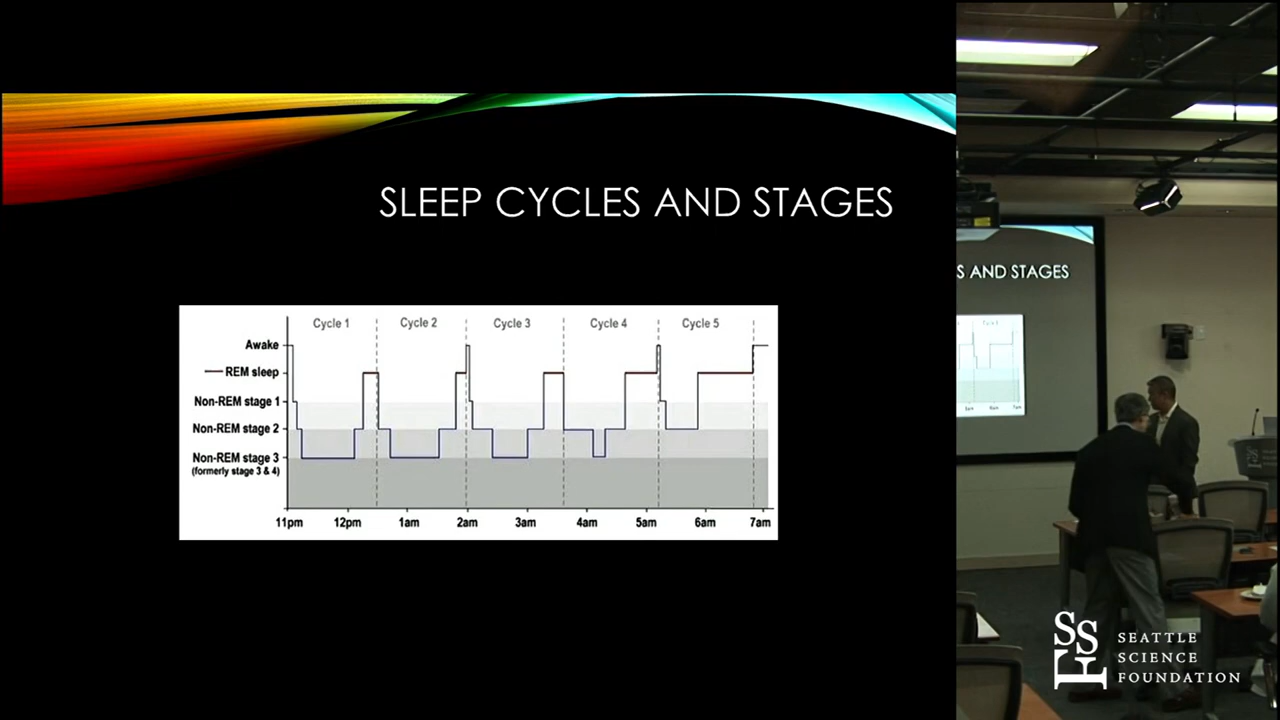 SLEEP CYCLES AND STAGES
Cycle 1 Cycle 2 Cycle 3 Cycle 4 Cycle 5
Awake
REM sleep
Non-REM stage 1
Non-REM stage 2
Non-REM stage 3
(formerly stage 3 & 4)
11pm 12pm 1am 2am 3am 4am 5am 6am 7am
S AND STAGES
SSF
SEATTLE
SCIENCE
FOUNDATION